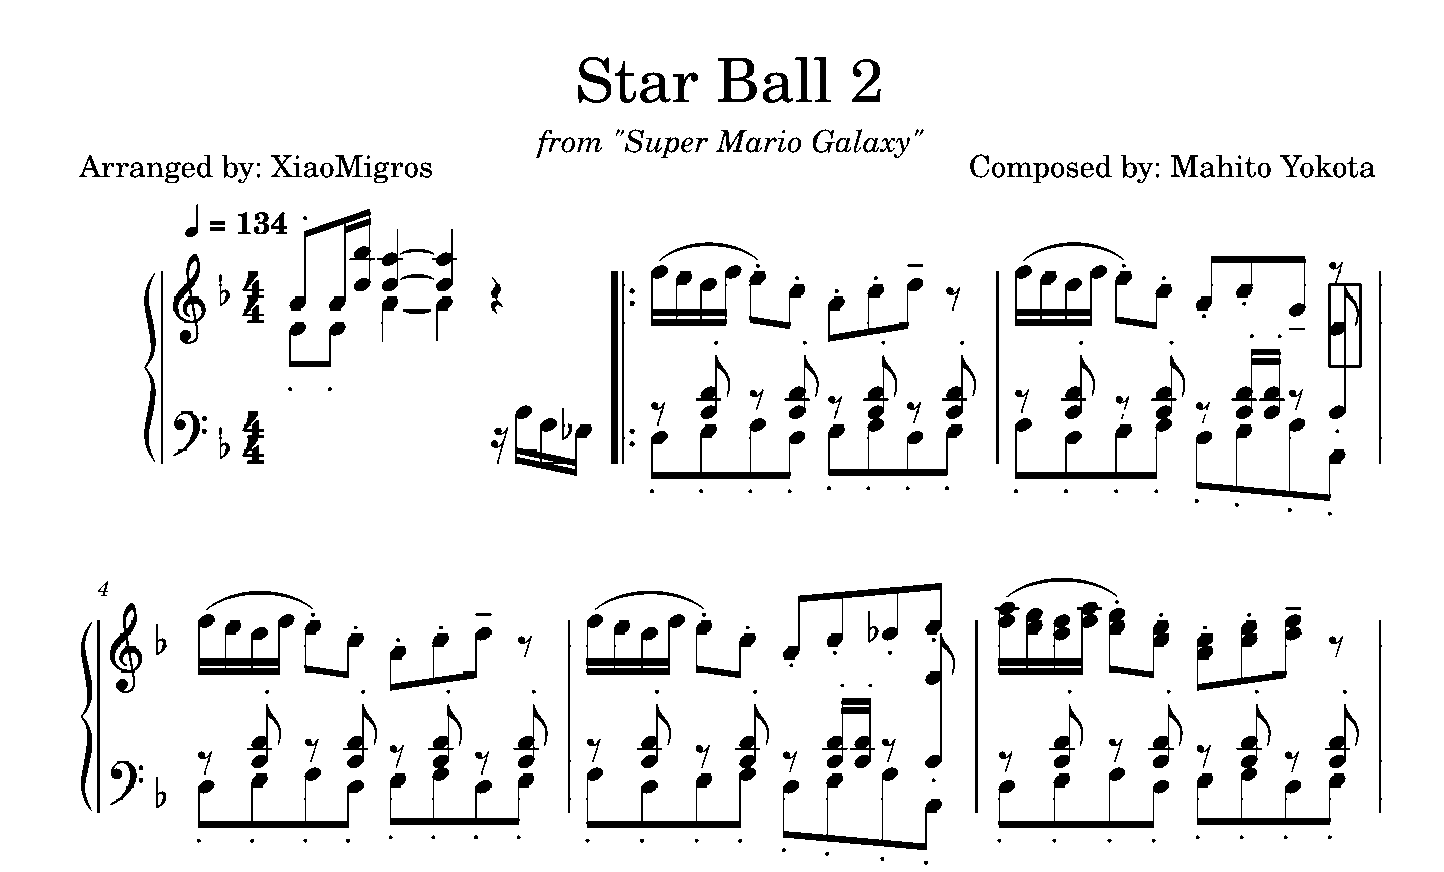 Star Ball 2
from "Super Mario Galaxy"
Arranged by: XiaoMigros
Composed by: Mahito Yokota
= 134
4